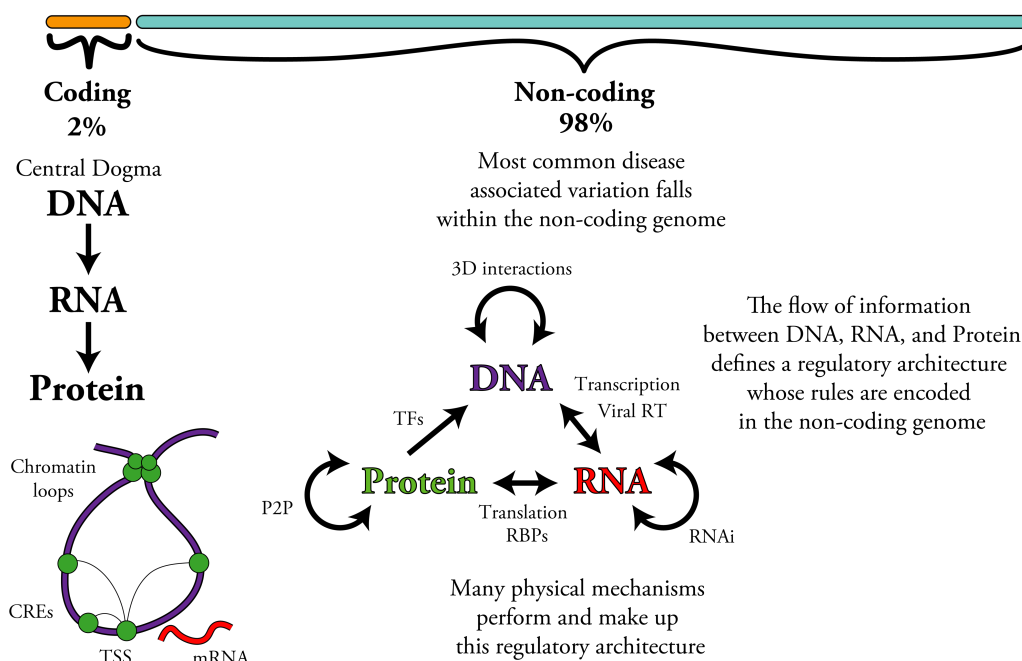 Coding
2%
Non-coding
98%
Central Dogma
DNA
RNA
Protein
Most common disease
associated variation falls
within the non-coding genome
3D interactions
DNA
Transcription
Viral RT
TFs
Protein
RNA
P2P
Translation
RBPs
RNAi
The flow of information
between DNA, RNA, and Protein
defines a regulatory architecture
whose rules are encoded
in the non-coding genome
Chromatin
loops
CREs
TSS
mRNA
Many physical mechanisms
perform and make up
this regulatory architecture